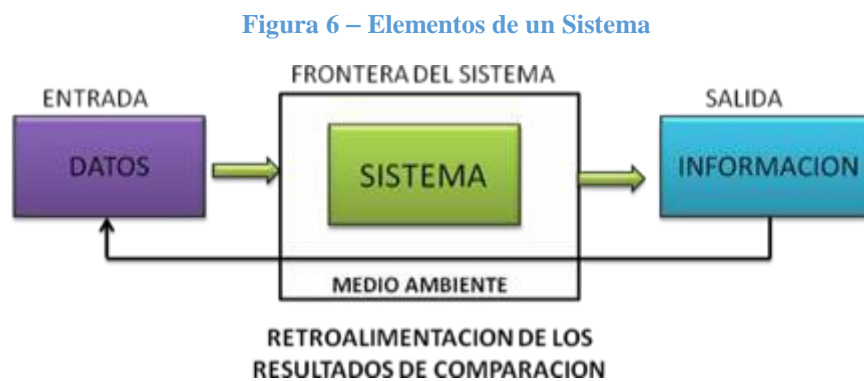 Figura 6 – Elementos de un Sistema
FRONTERA DEL SISTEMA
ENTRADA
SALIDA
DATOS
SISTEMA
INFORMACION
MEDIO AMBIENTE
RETROALIMENTACION DE LOS
RESULTADOS DE COMPARACION